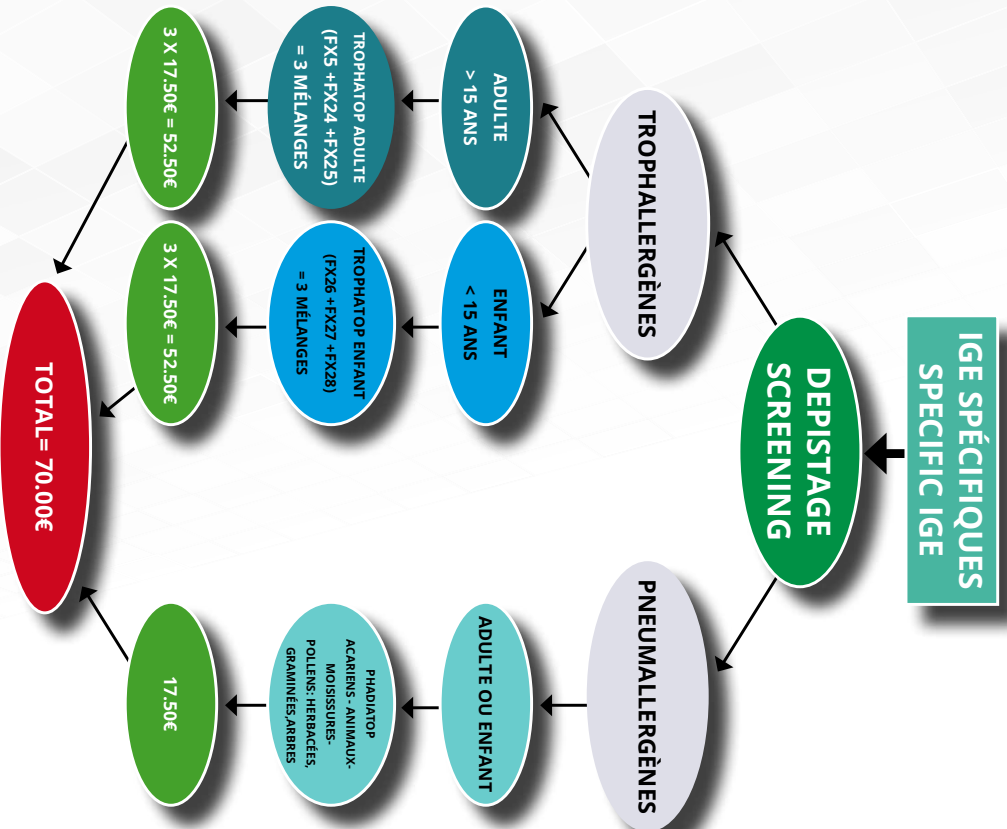 IGE SPÉCIFIQUES
SPECIFIC IGE
DEPISTAGE
SCREENING
TROPHALLERGÈNES
PNEUMALLERGÈNES
ADULTE
> 15 ANS
ENFANT
< 15 ANS
ADULTE OU ENFANT
TROPHATOP ADULTE
(FX5 +FX24 +FX25)
= 3 MÉLANGES
TROPHATOP ENFANT
(FX26 +FX27 +FX28)
= 3 MÉLANGES
PHADIATOP
ACARIENS - ANIMAUX-
MOISISSURES-
POLLENS: HERBACÉES,
GRAMINÉES,ARBRES
3 X 17.50€ = 52.50€
3 X 17.50€ = 52.50€
17.50€
TOTAL= 70.00€